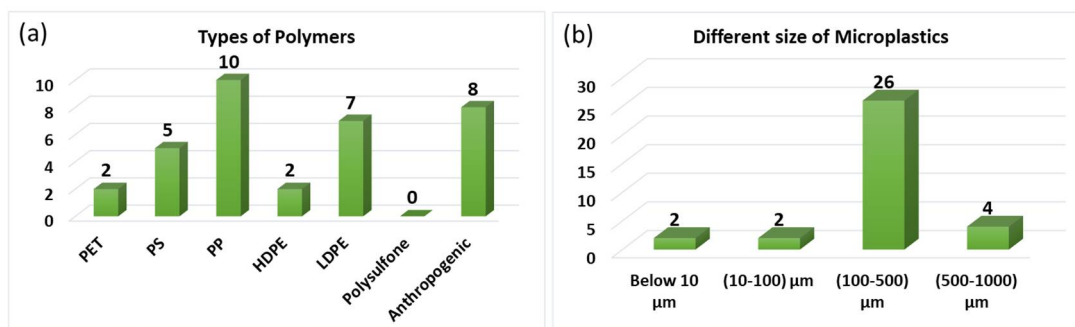 (a)
Types of Polymers
10
8
6
4
2
0
2
5
10
2
7
0
8
PET
PS
PP
HDPE
LDPE
Polysulfone
Anthropogenic
(b)
Different size of Microplastics
30
25
20
15
10
5
0
2
2
26
4
Below 10
µm
(10-100) µm
(100-500)
µm
(500-1000)
µm